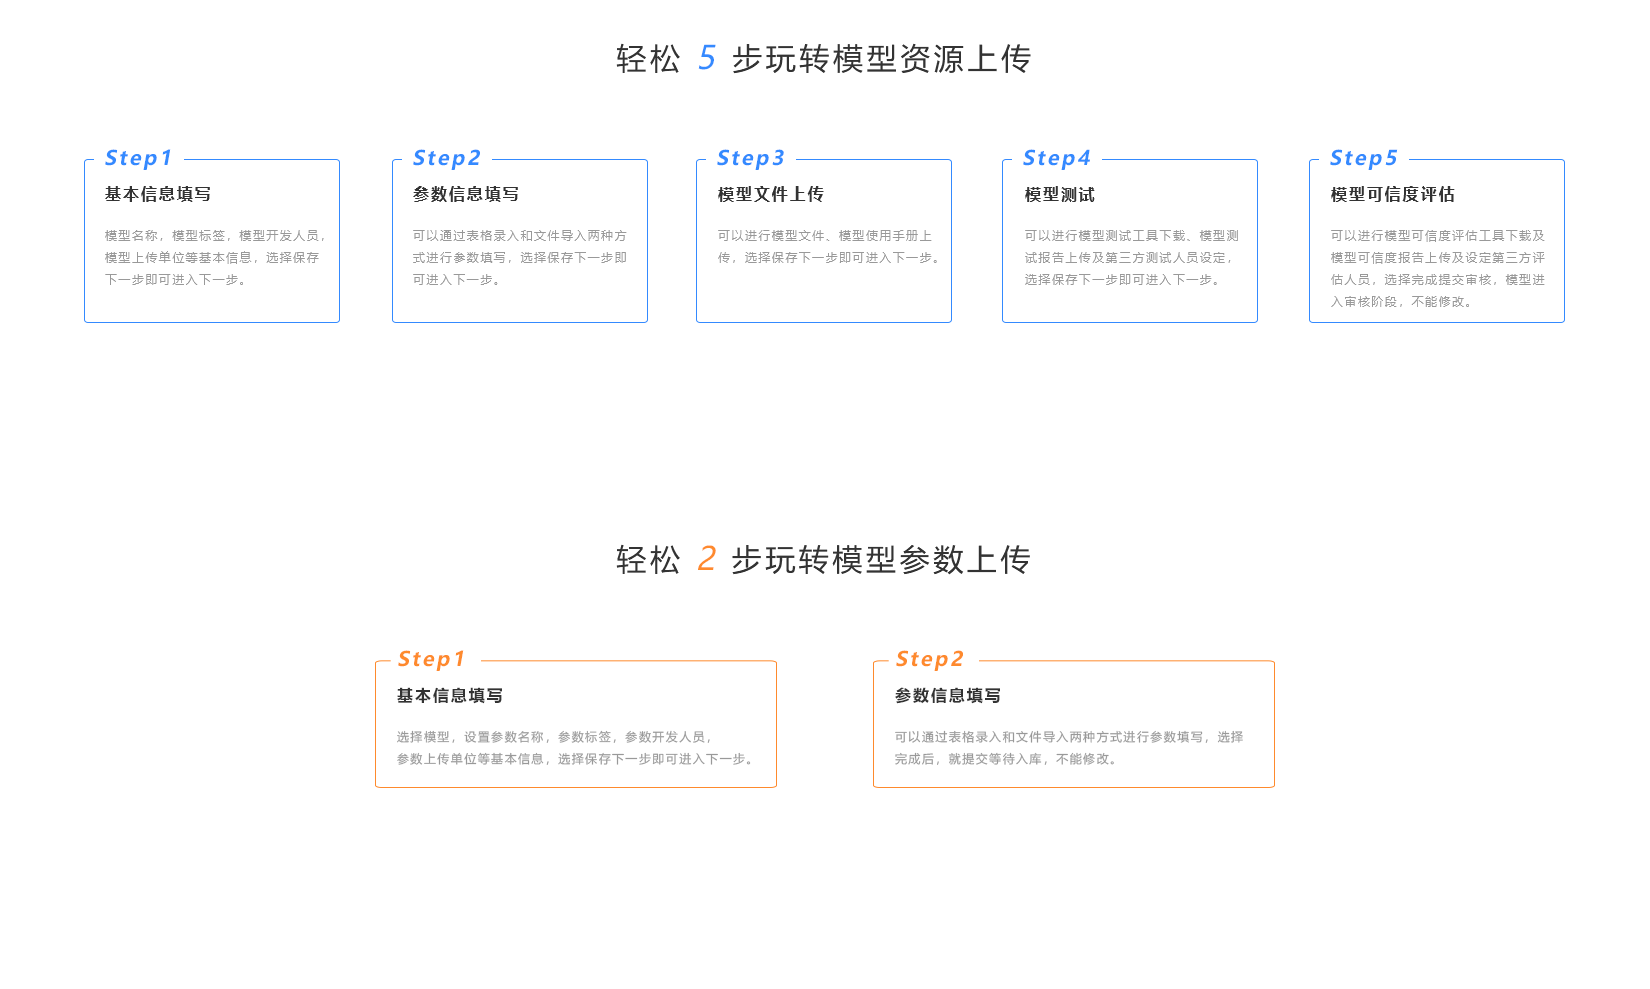 轻松 5 步玩转模型资源上传
Step1
基本信息填写
模型名称，模型标签，模型开发人员，
模型上传单位等基本信息，选择保存
下一步即可进入下一步。
Step2
参数信息填写
可以通过表格录入和文件导入两种方
式进行参数填写，选择保存下一步即
可进入下一步。
Step3
模型文件上传
可以进行模型文件、模型使用手册上
传，选择保存下一步即可进入下一步。
Step4
模型测试
可以进行模型测试工具下载、模型测
试报告上传及第三方测试人员设定，
选择保存下一步即可进入下一步。
Step5
模型可信度评估
可以进行模型可信度评估工具下载及
模型可信度报告上传及设定第三方评
估人员，选择完成提交审核，模型进
入审核阶段，不能修改。
轻松 2 步玩转模型参数上传
Step1
基本信息填写
选择模型，设置参数名称，参数标签，参数开发人员，
参数上传单位等基本信息，选择保存下一步即可进入下一步。
Step2
参数信息填写
可以通过表格录入和文件导入两种方式进行参数填写，选择
完成后，就提交等待入库，不能修改。